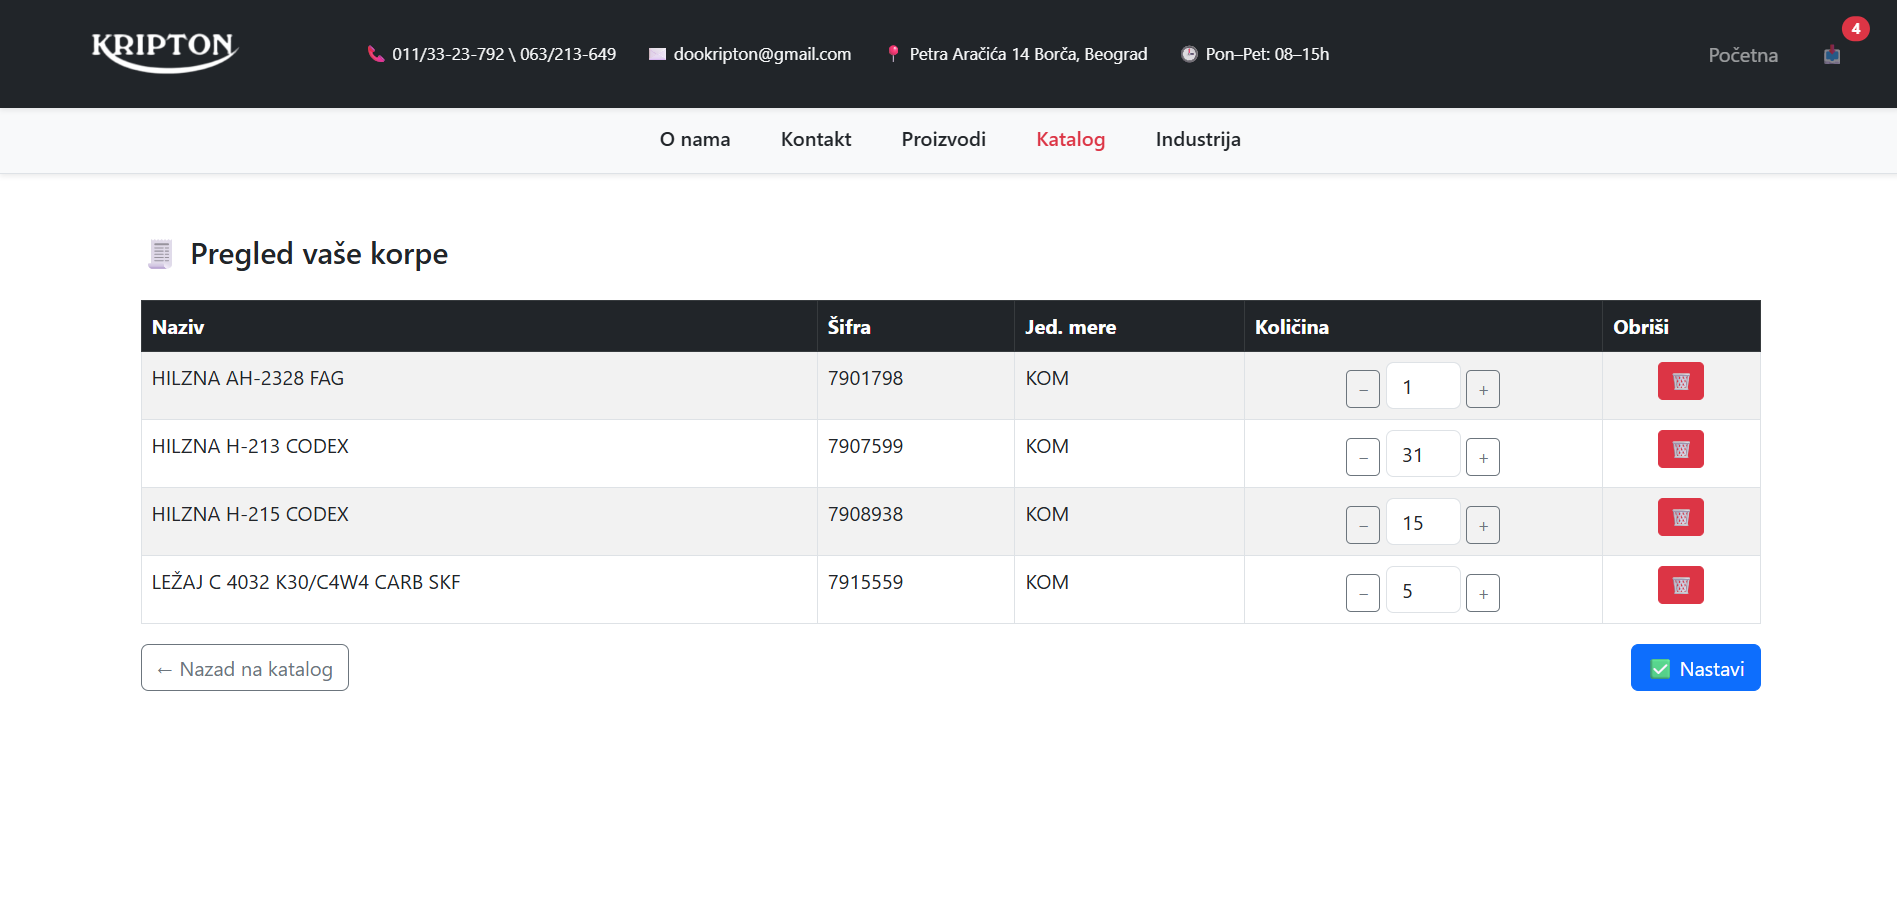 KRIPTON
011/33-23-792 \ 063/213-649 dookripton@gmail.com Petra Aračića 14 Borča, Beograd Pon–Pet: 08–15h Početna 4
O nama Kontakt Proizvodi Katalog Industrija
Pregled vaše korpe
Naziv Šifra Jed. mere Količina Obriši
HILZNA AH-2328 FAG 7901798 KOM – 1 +
HILZNA H-213 CODEX 7907599 KOM – 31 +
HILZNA H-215 CODEX 7908938 KOM – 15 +
LEŽAJ C 4032 K30/C4W4 CARB SKF 7915559 KOM – 5 +
← Nazad na katalog ✅ Nastavi